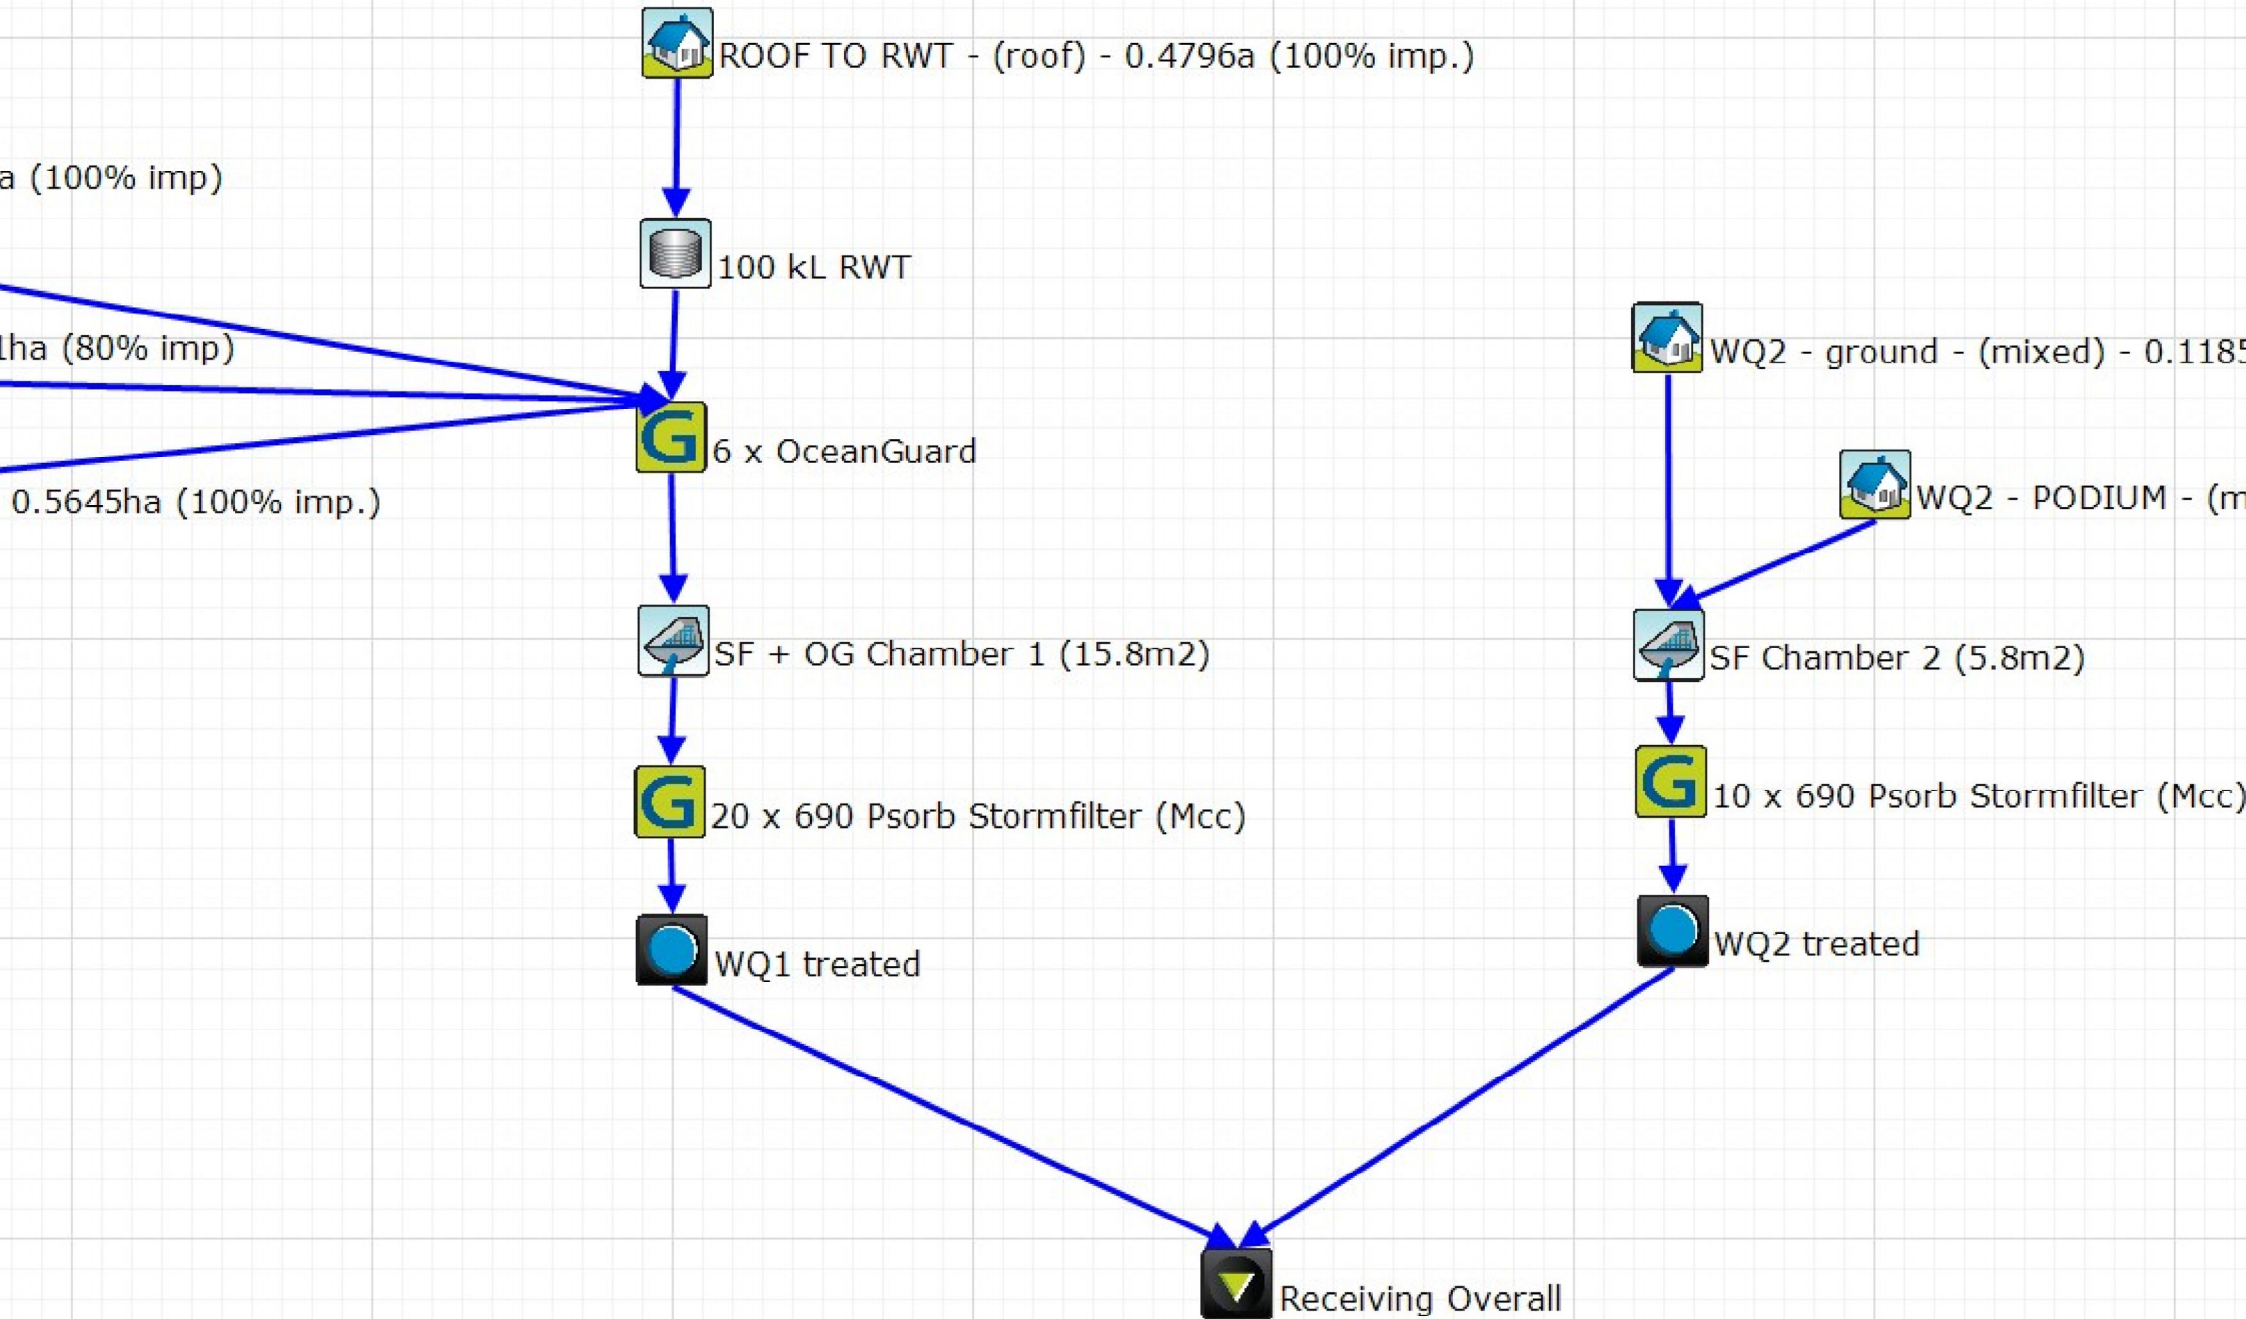 ROOF TO RWT - (roof) - 0.4796a (100% imp.)
a (100% imp)
100 kL RWT
1ha (80% imp)
WQ2 - ground - (mixed) - 0.1185
6 x OceanGuard
0.5645ha (100% imp.)
WQ2 - PODIUM - (m
SF + OG Chamber 1 (15.8m2)
SF Chamber 2 (5.8m2)
20 x 690 Psorb Stormfilter (Mcc)
10 x 690 Psorb Stormfilter (Mcc)
WQ1 treated
WQ2 treated
Receiving Overall